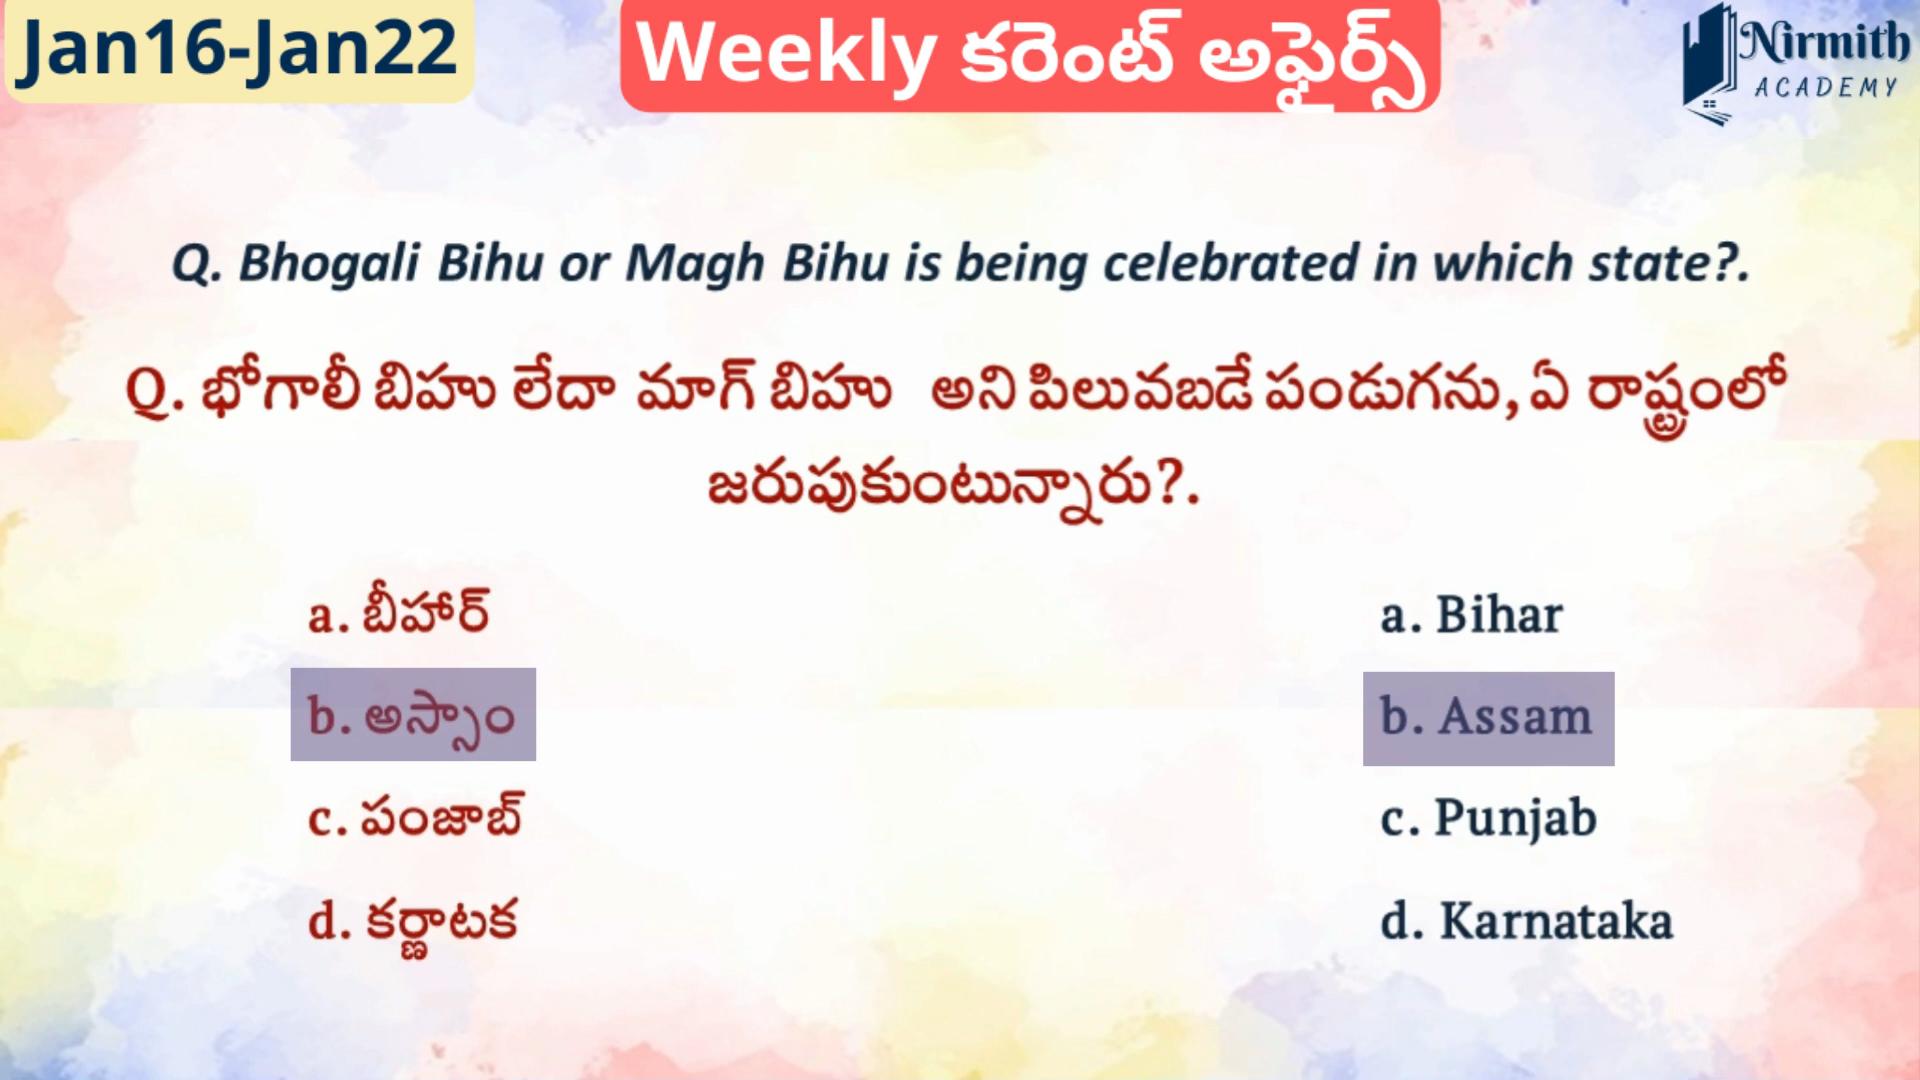 Jan16-Jan22
Weekly కరెంట్ అఫైర్స్
Nirmith
ACADEMY
Q. Bhogali Bihu or Magh Bihu is being celebrated in which state?.
Q. భోగాలీ బిహు లేదా మాగ్ బిహు అని పిలువబడే పండుగను, ఏ రాష్ట్రంలో
జరుపుకుంటున్నారు?.
a. బీహార్
b. అస్సాం
c. పంజాబ్
d. కర్ణాటక
a. Bihar
b. Assam
c. Punjab
d. Karnataka